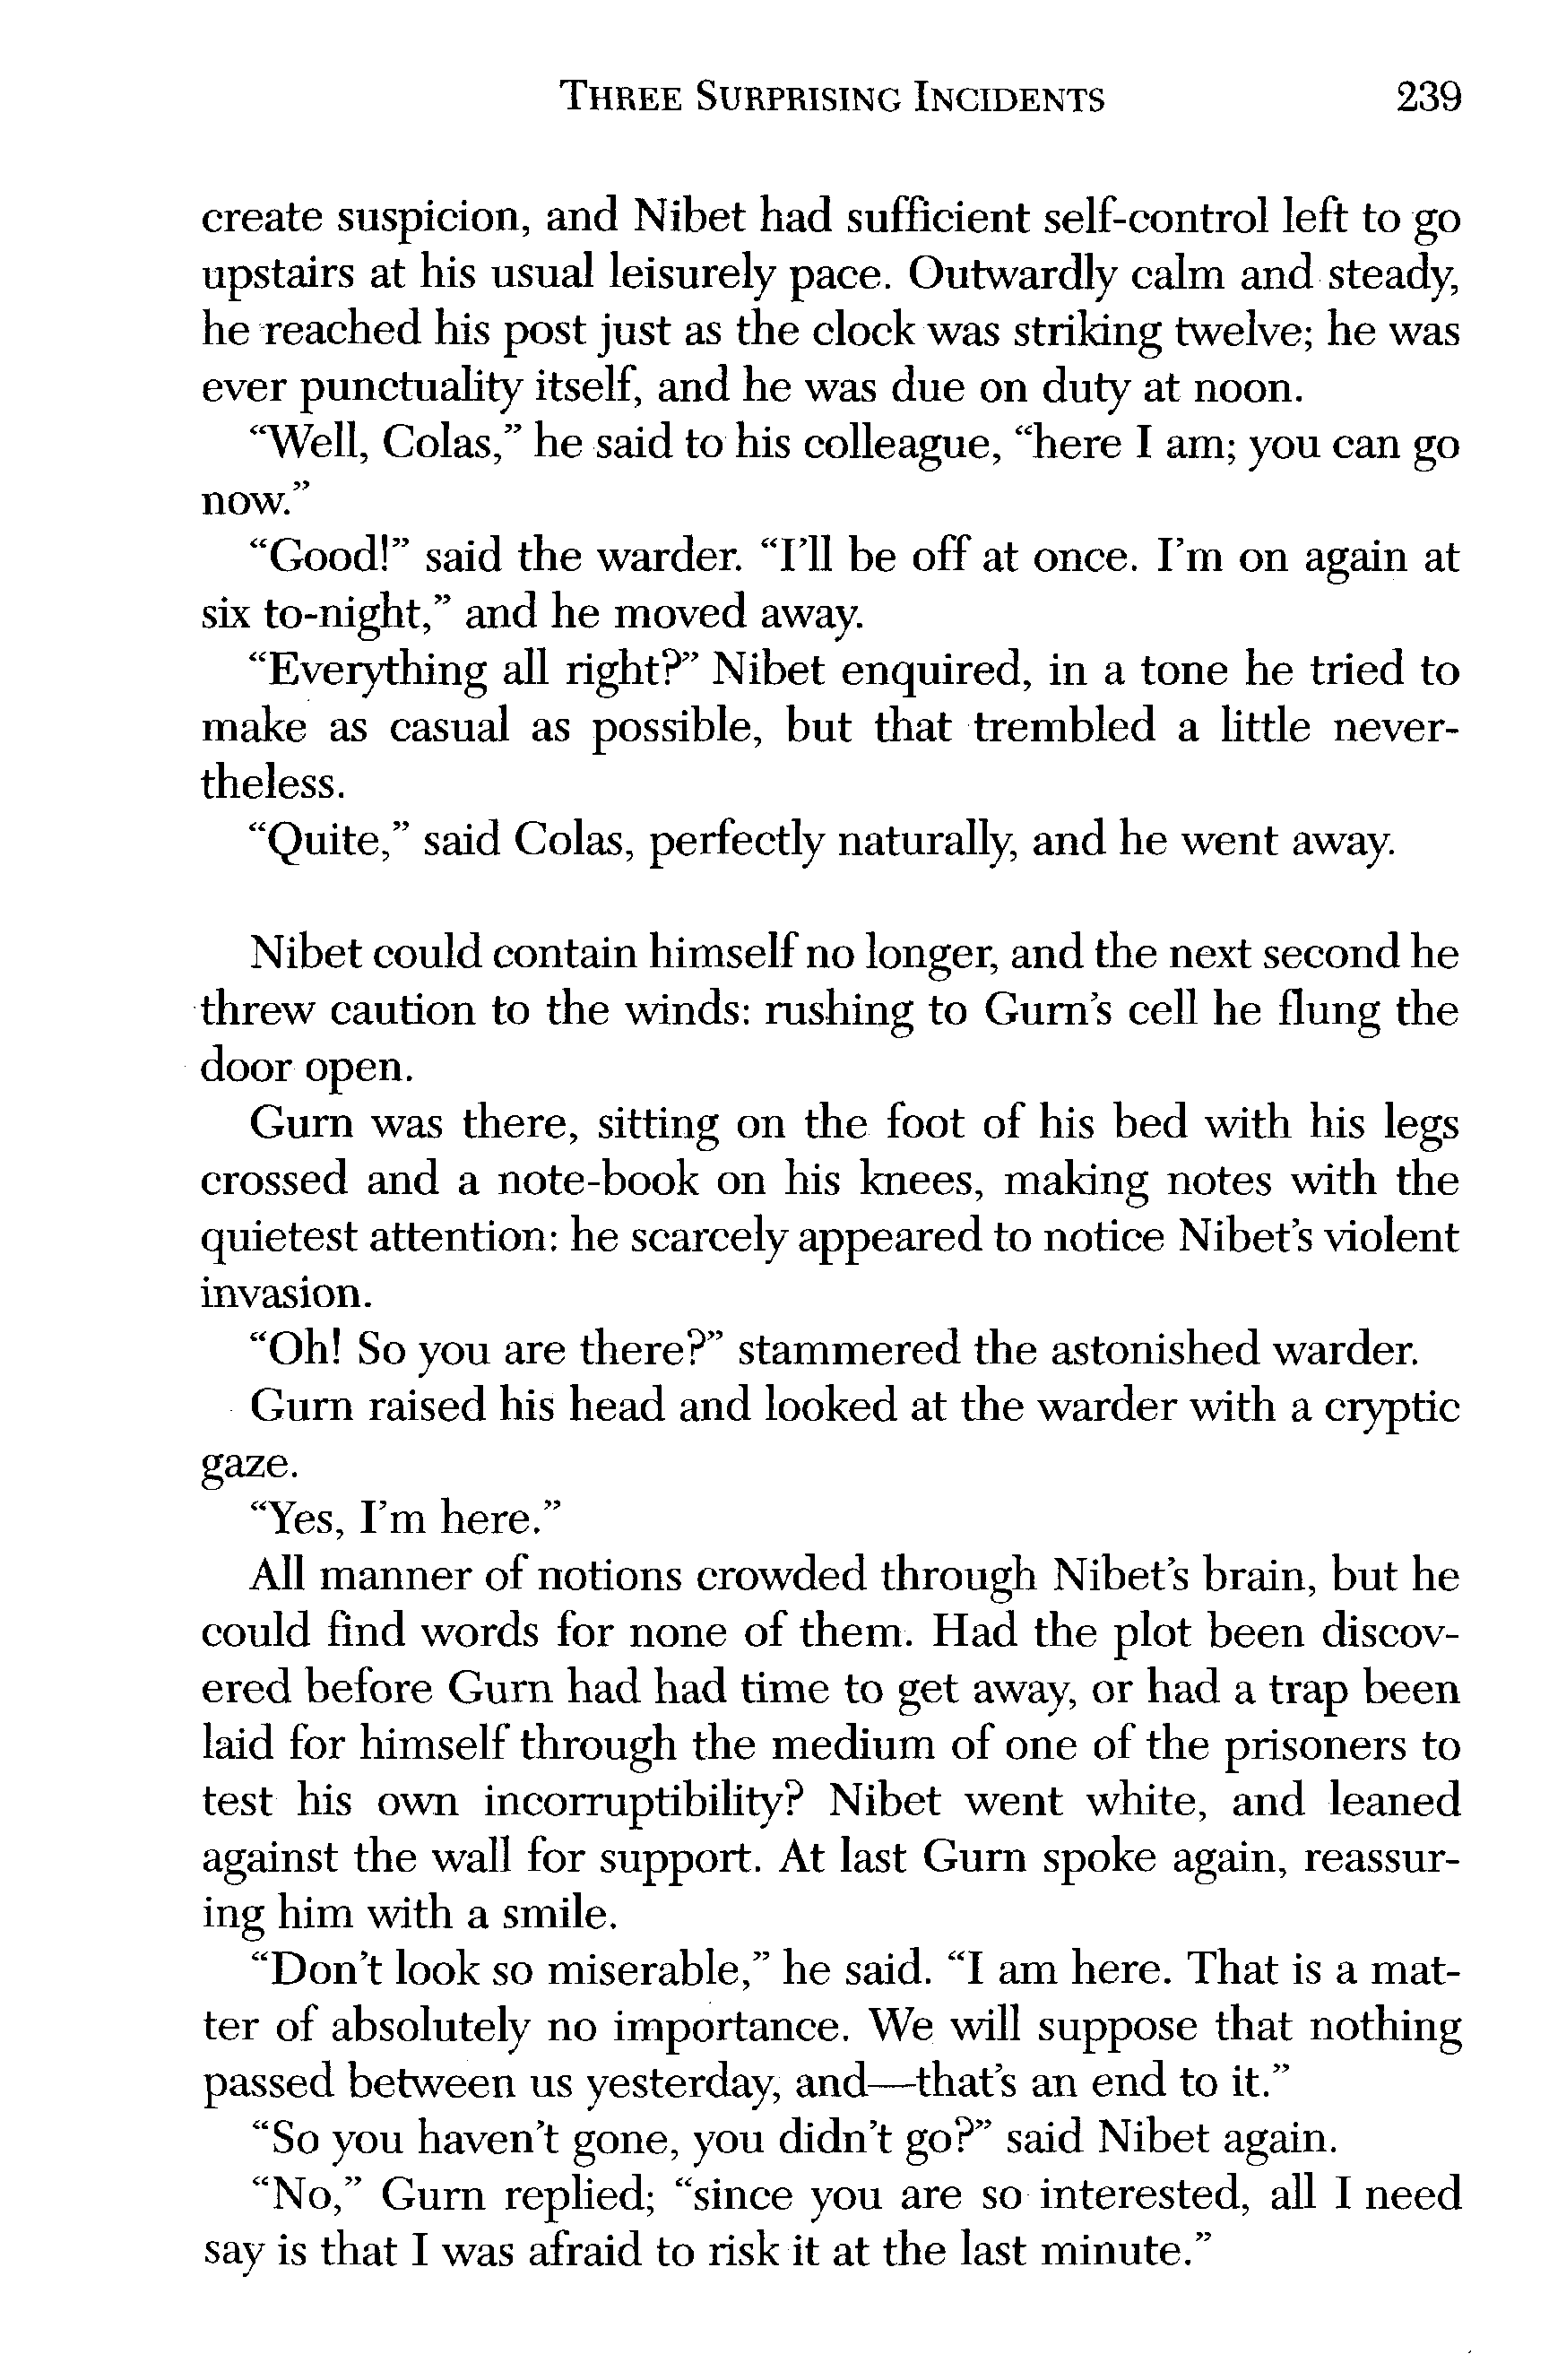 THREE SURPRISING INCIDENTS 239
create suspicion, and Nibet had sufficient self-control left to go
upstairs at his usual leisurely pace. Outwardly calm and steady,
he reached his post just as the clock was striking twelve; he was
ever punctuality itself, and he was due on duty at noon.
“Well, Colas,” he said to his colleague, “here I am; you can go
now.”
“Good!” said the warder. “I’ll be off at once. I’m on again at
six to-night,” and he moved away.
“Everything all right?” Nibet enquired, in a tone he tried to
make as casual as possible, but that trembled a little never-
theless.
“Quite,” said Colas, perfectly naturally, and he went away.
Nibet could contain himself no longer, and the next second he
threw caution to the winds: rushing to Gurn’s cell he flung the
door open.
Gurn was there, sitting on the foot of his bed with his legs
crossed and a note-book on his knees, making notes with the
quietest attention: he scarcely appeared to notice Nibet’s violent
invasion.
“Oh! So you are there?” stammered the astonished warder.
Gurn raised his head and looked at the warder with a cryptic
gaze.
“Yes, I’m here.”
All manner of notions crowded through Nibet’s brain, but he
could find words for none of them. Had the plot been discov-
ered before Gurn had had time to get away, or had a trap been
laid for himself through the medium of one of the prisoners to
test his own incorruptibility? Nibet went white, and leaned
against the wall for support. At last Gurn spoke again, reassur-
ing him with a smile.
“Don’t look so miserable,” he said. “I am here. That is a mat-
ter of absolutely no importance. We will suppose that nothing
passed between us yesterday, and—that’s an end to it.”
“So you haven’t gone, you didn’t go?” said Nibet again.
“No,” Gurn replied; “since you are so interested, all I need
say is that I was afraid to risk it at the last minute.”